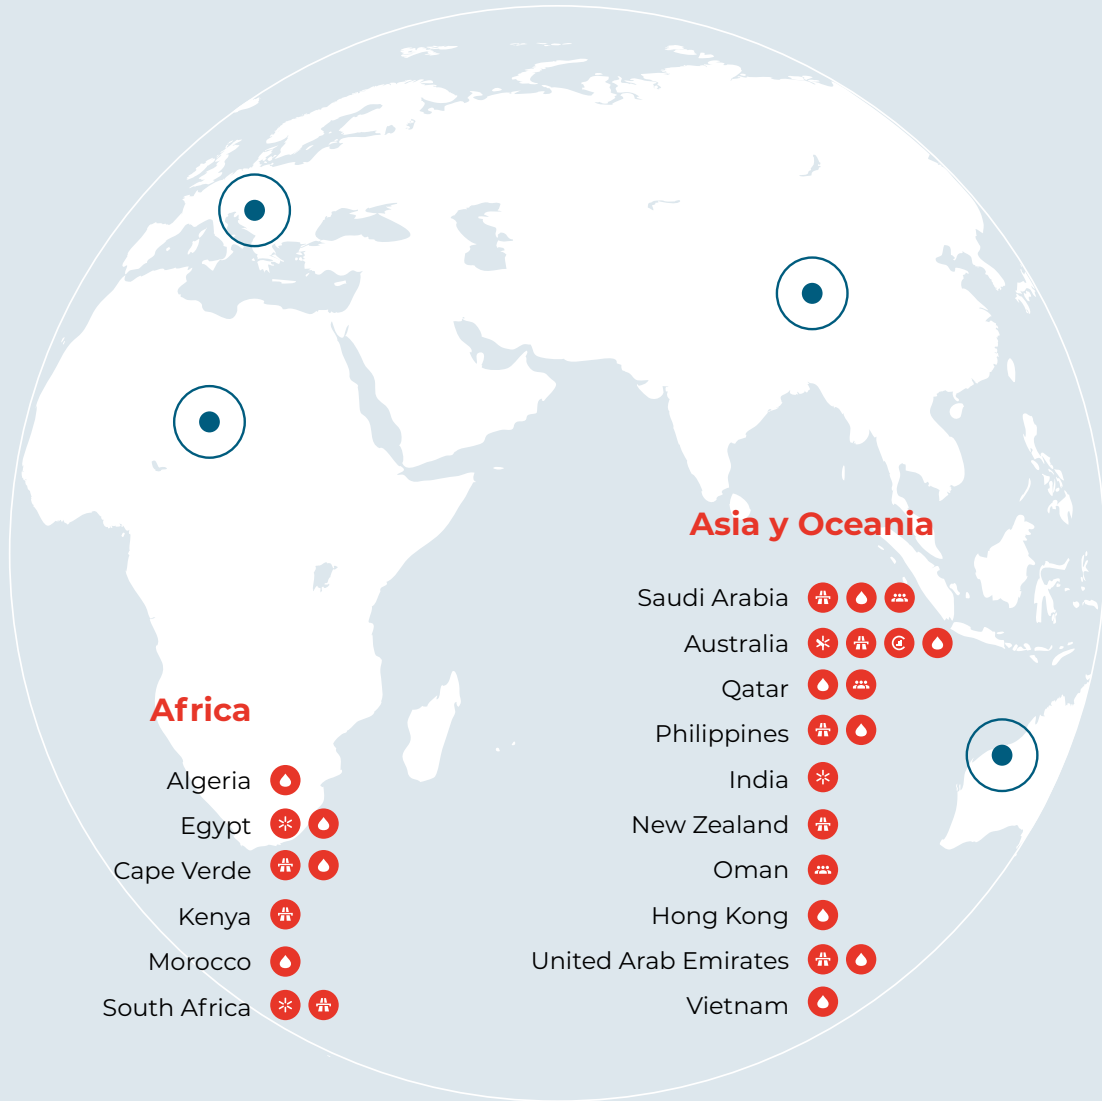 Asia y Oceania
Saudi Arabia
Australia
Qatar
Philippines
India
New Zealand
Oman
Hong Kong
United Arab Emirates
Vietnam
Africa
Algeria
Egypt
Cape Verde
Kenya
Morocco
South Africa